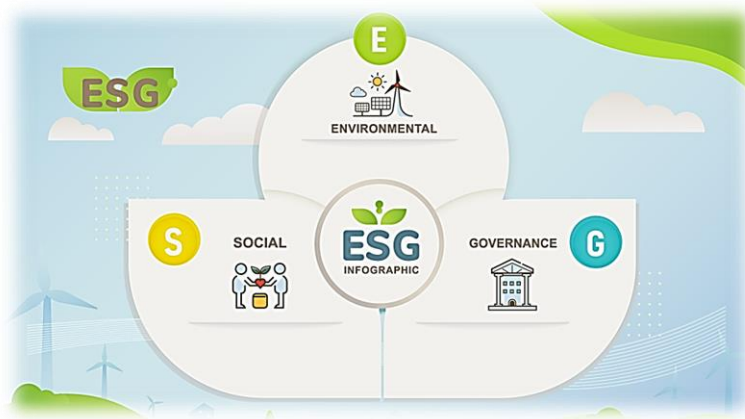 E
ESG
ENVIRONMENTAL
S
SOCIAL
ESG
INFOGRAPHIC
GOVERNANCE
G